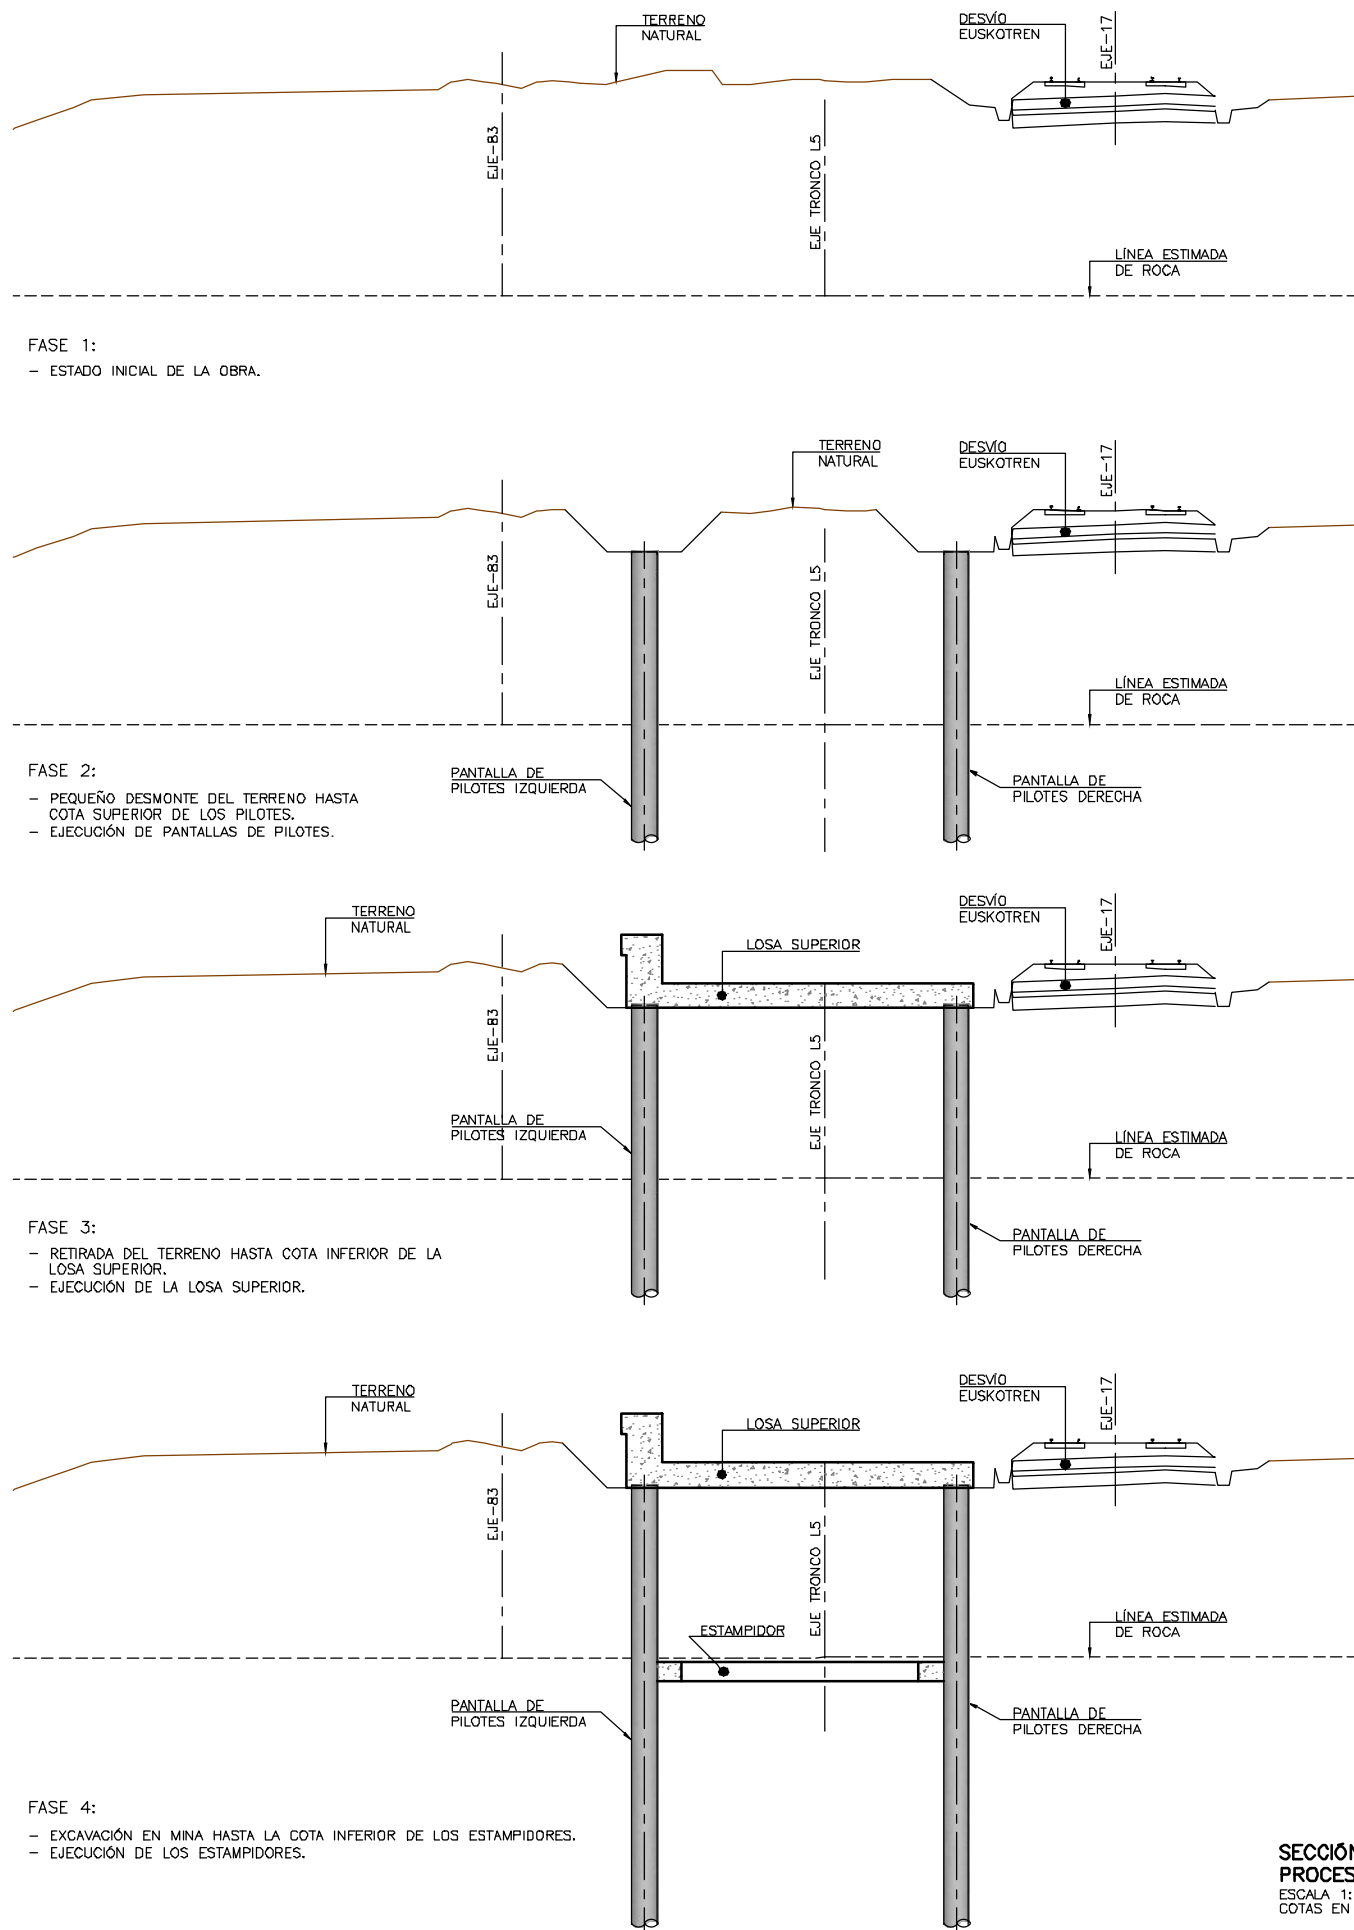 TERRENO
NATURAL
DESVÍO
EUSKOTREN
EJE-17
EJE-83
EJE TRONCO L5
LÍNEA ESTIMADA
DE ROCA
FASE 1:
- ESTADO INICIAL DE LA OBRA.
TERRENO
NATURAL
DESVÍO
EUSKOTREN
EJE-17
EJE-83
EJE TRONCO L5
LÍNEA ESTIMADA
DE ROCA
FASE 2:
- PEQUEÑO DESMONTE DEL TERRENO HASTA
COTA SUPERIOR DE LOS PILOTES.
- EJECUCIÓN DE PANTALLAS DE PILOTES.
PANTALLA DE
PILOTES IZQUIERDA
PANTALLA DE
PILOTES DERECHA
TERRENO
NATURAL
LOSA SUPERIOR
DESVÍO
EUSKOTREN
EJE-17
EJE-83
EJE TRONCO L5
PANTALLA DE
PILOTES IZQUIERDA
LÍNEA ESTIMADA
DE ROCA
FASE 3:
- RETIRADA DEL TERRENO HASTA COTA INFERIOR DE LA
LOSA SUPERIOR.
- EJECUCIÓN DE LA LOSA SUPERIOR.
PANTALLA DE
PILOTES DERECHA
TERRENO
NATURAL
LOSA SUPERIOR
DESVÍO
EUSKOTREN
EJE-17
EJE-83
EJE TRONCO L5
ESTAMPIDOR
LÍNEA ESTIMADA
DE ROCA
PANTALLA DE
PILOTES IZQUIERDA
PANTALLA DE
PILOTES DERECHA
FASE 4:
- EXCAVACIÓN EN MINA HASTA LA COTA INFERIOR DE LOS ESTAMPIDORES.
- EJECUCIÓN DE LOS ESTAMPIDORES.
SECCIÓN
PROCES
ESCALA 1:
COTAS EN